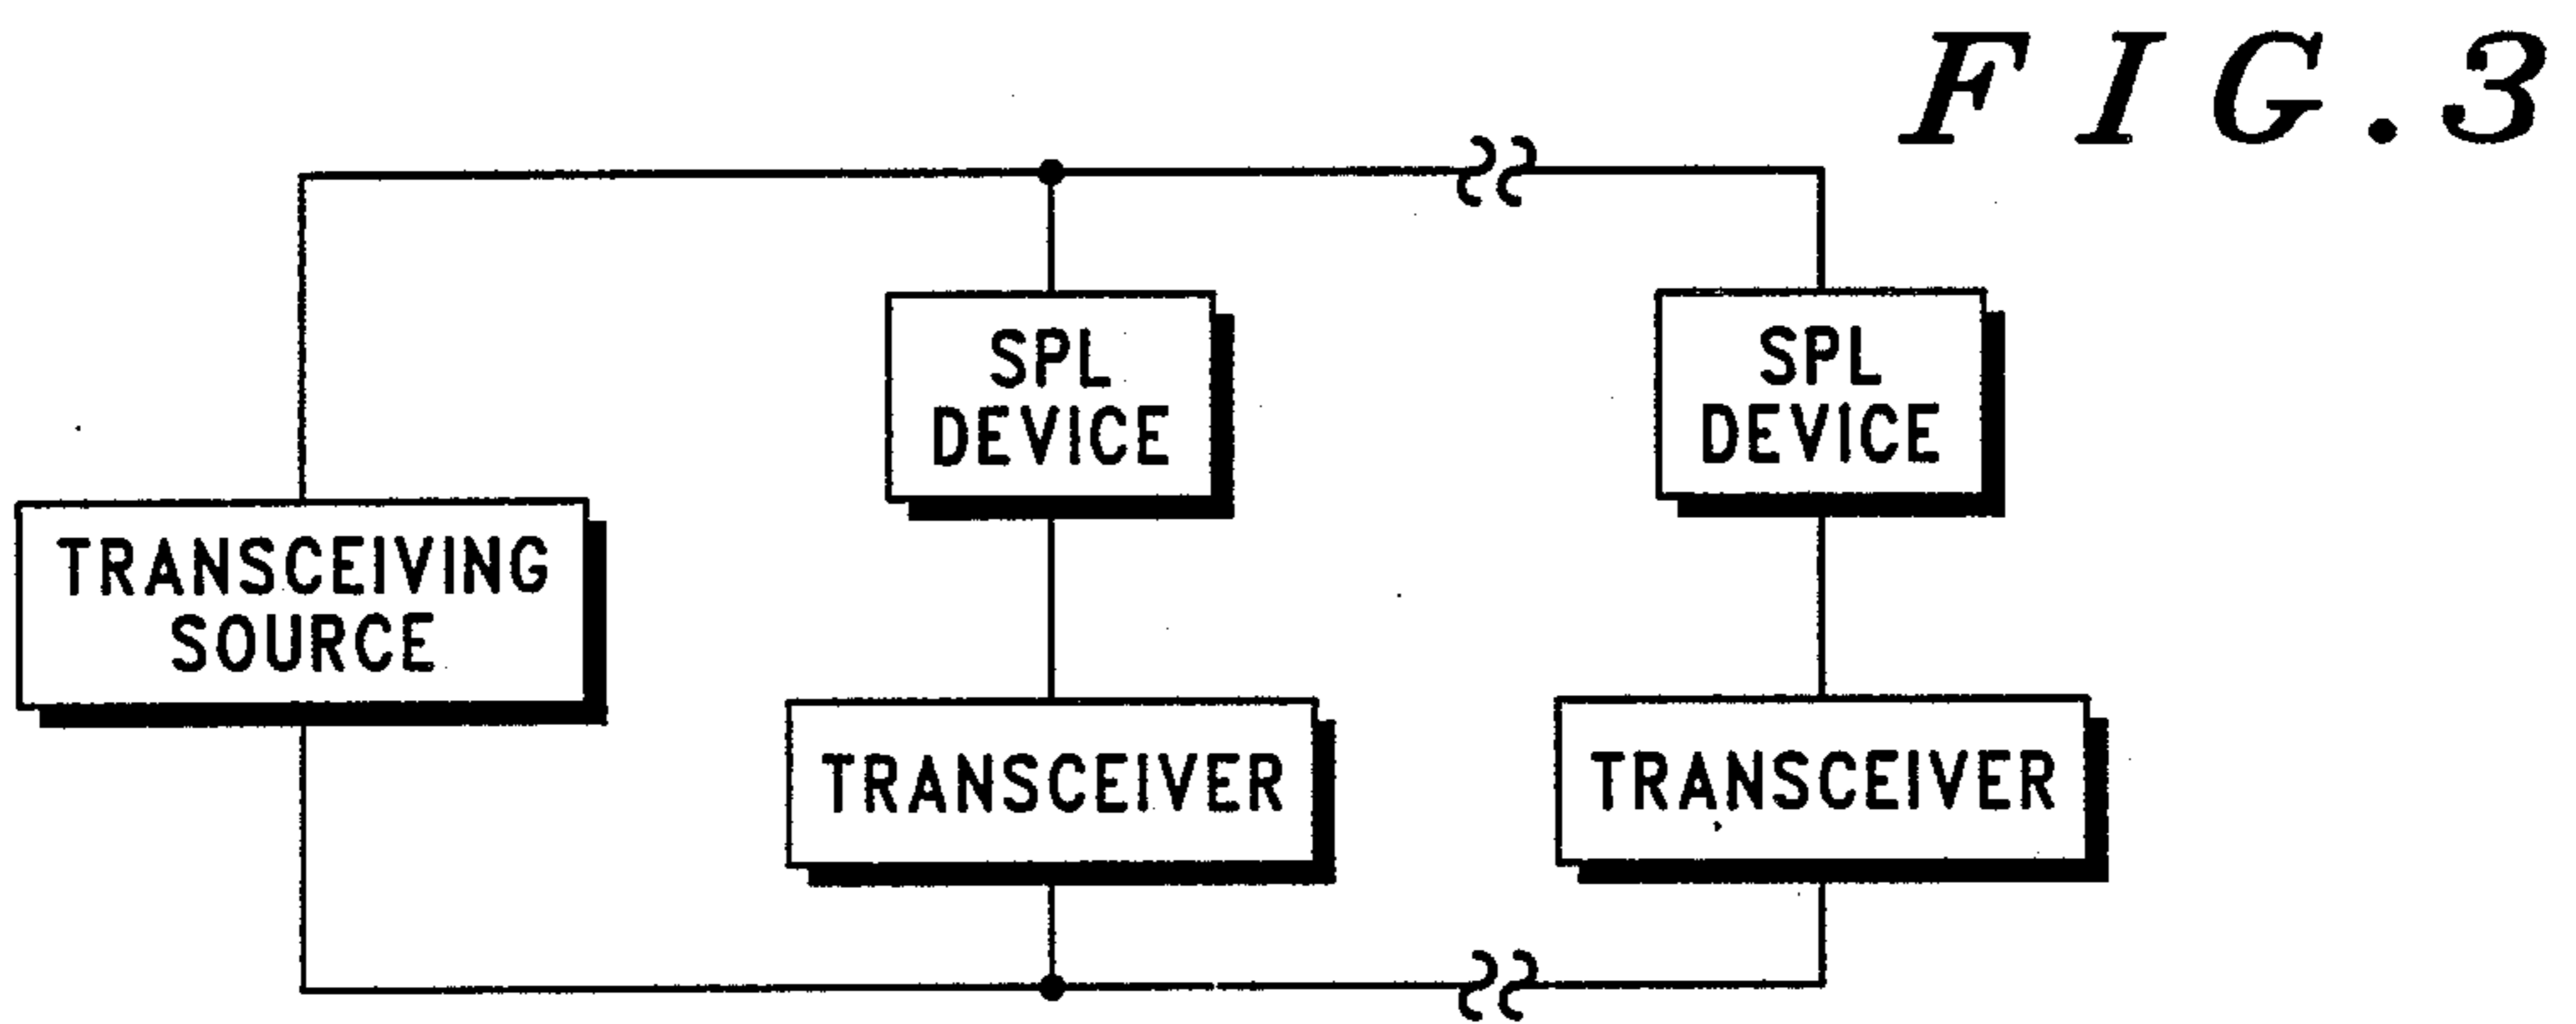 FIG.3
SPL
DEVICE
SPL
DEVICE
TRANSCEIVING
SOURCE
TRANSCEIVER
TRANSCEIVER